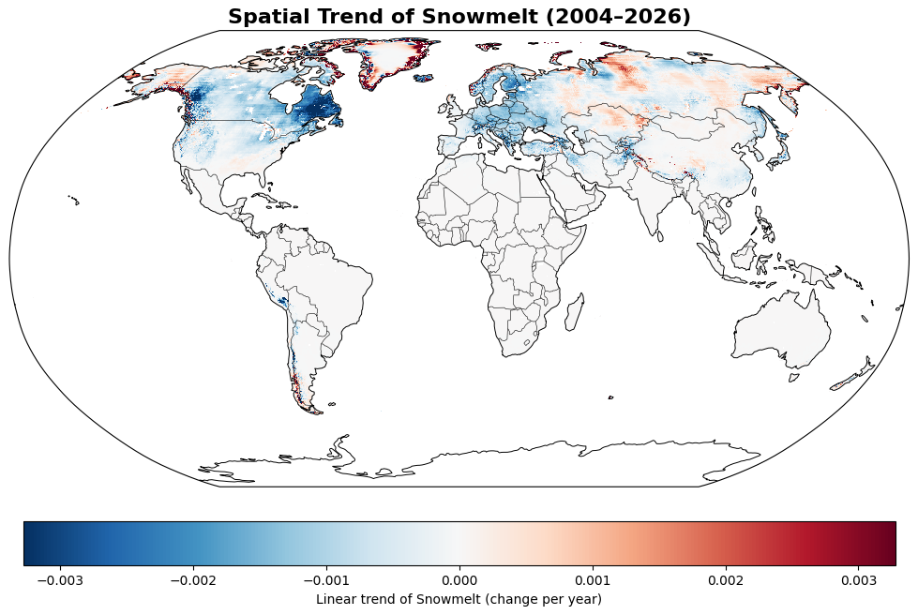 Spatial Trend of Snowmelt (2004–2026)
−0.003 −0.002 −0.001 0.000 0.001 0.002 0.003
Linear trend of Snowmelt (change per year)